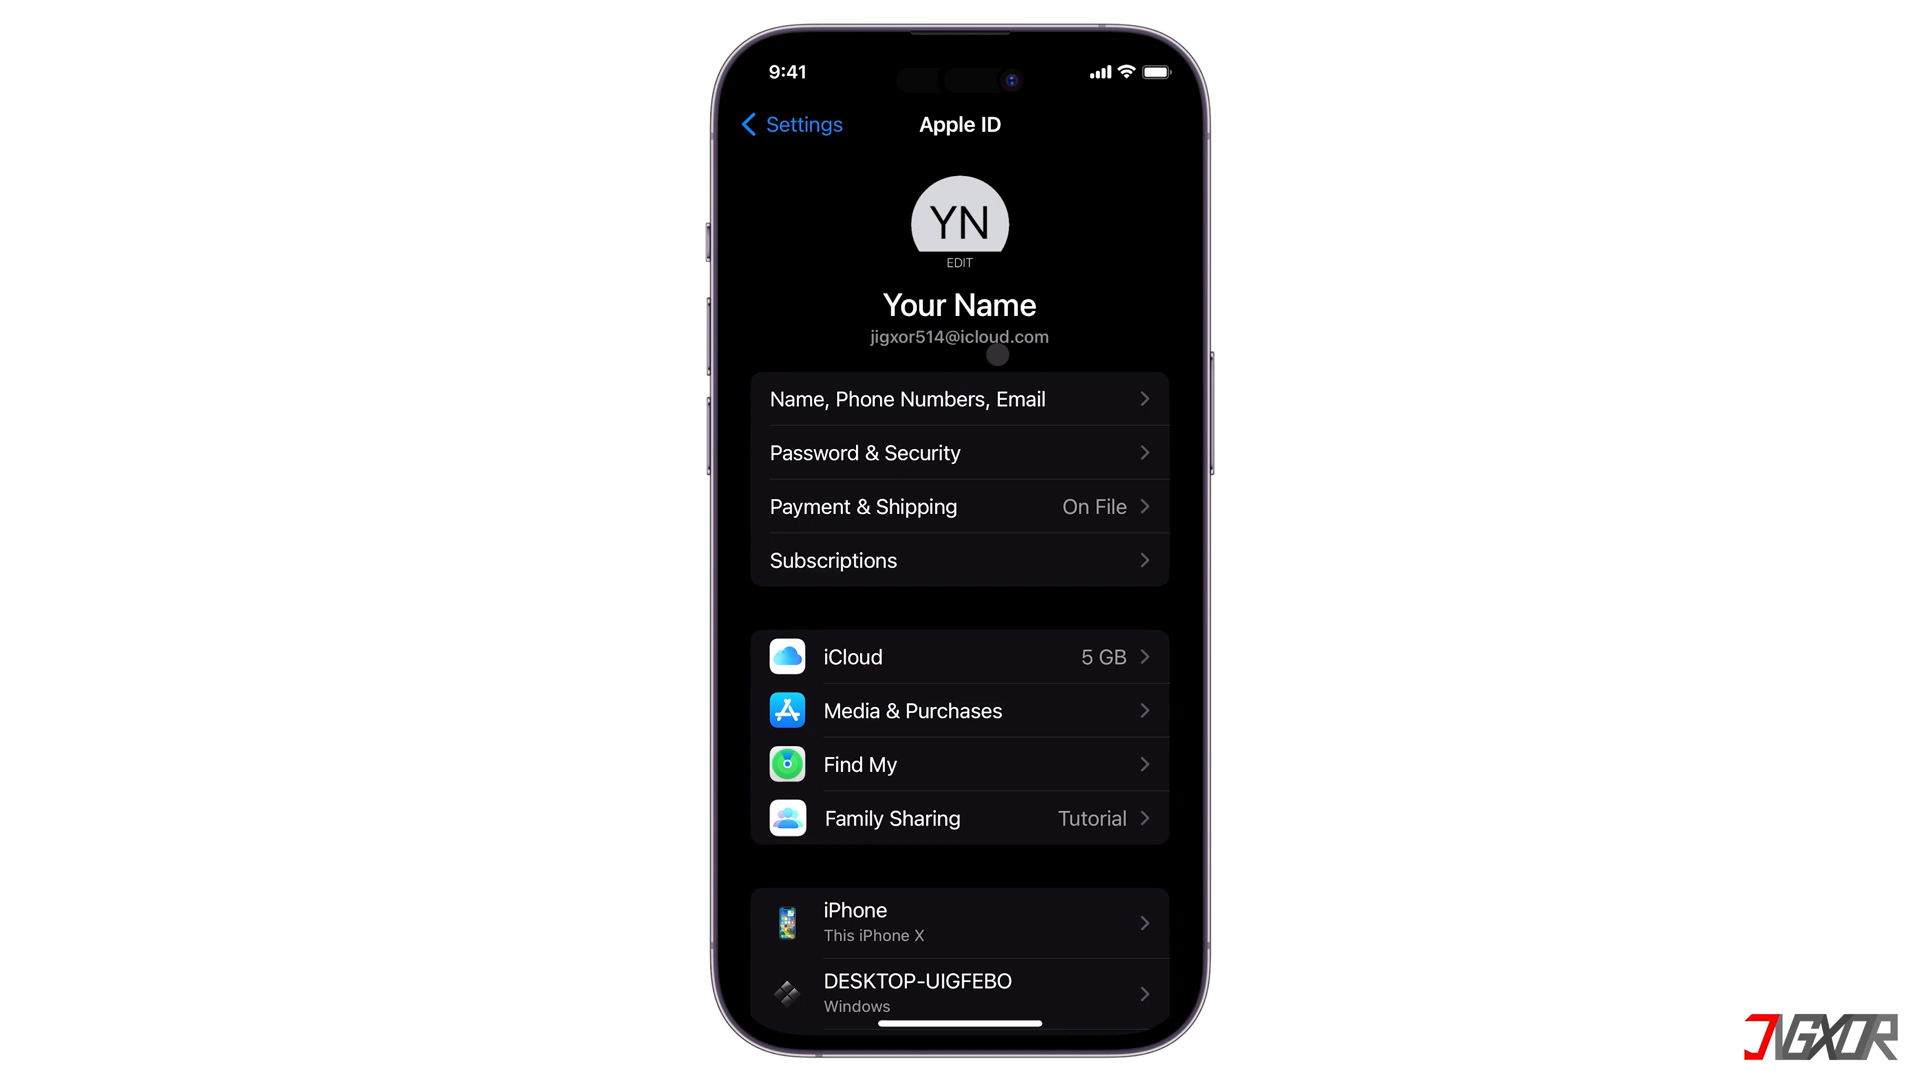 9:41
Settings
Apple ID
YN
EDIT
Your Name
jigxor514@icloud.com
Name, Phone Numbers, Email
Password & Security
Payment & Shipping On File
Subscriptions
iCloud 5 GB
Media & Purchases
Find My
Family Sharing Tutorial
iPhone
This iPhone X
DESKTOP-UIGFEBO
Windows
JIGXOR